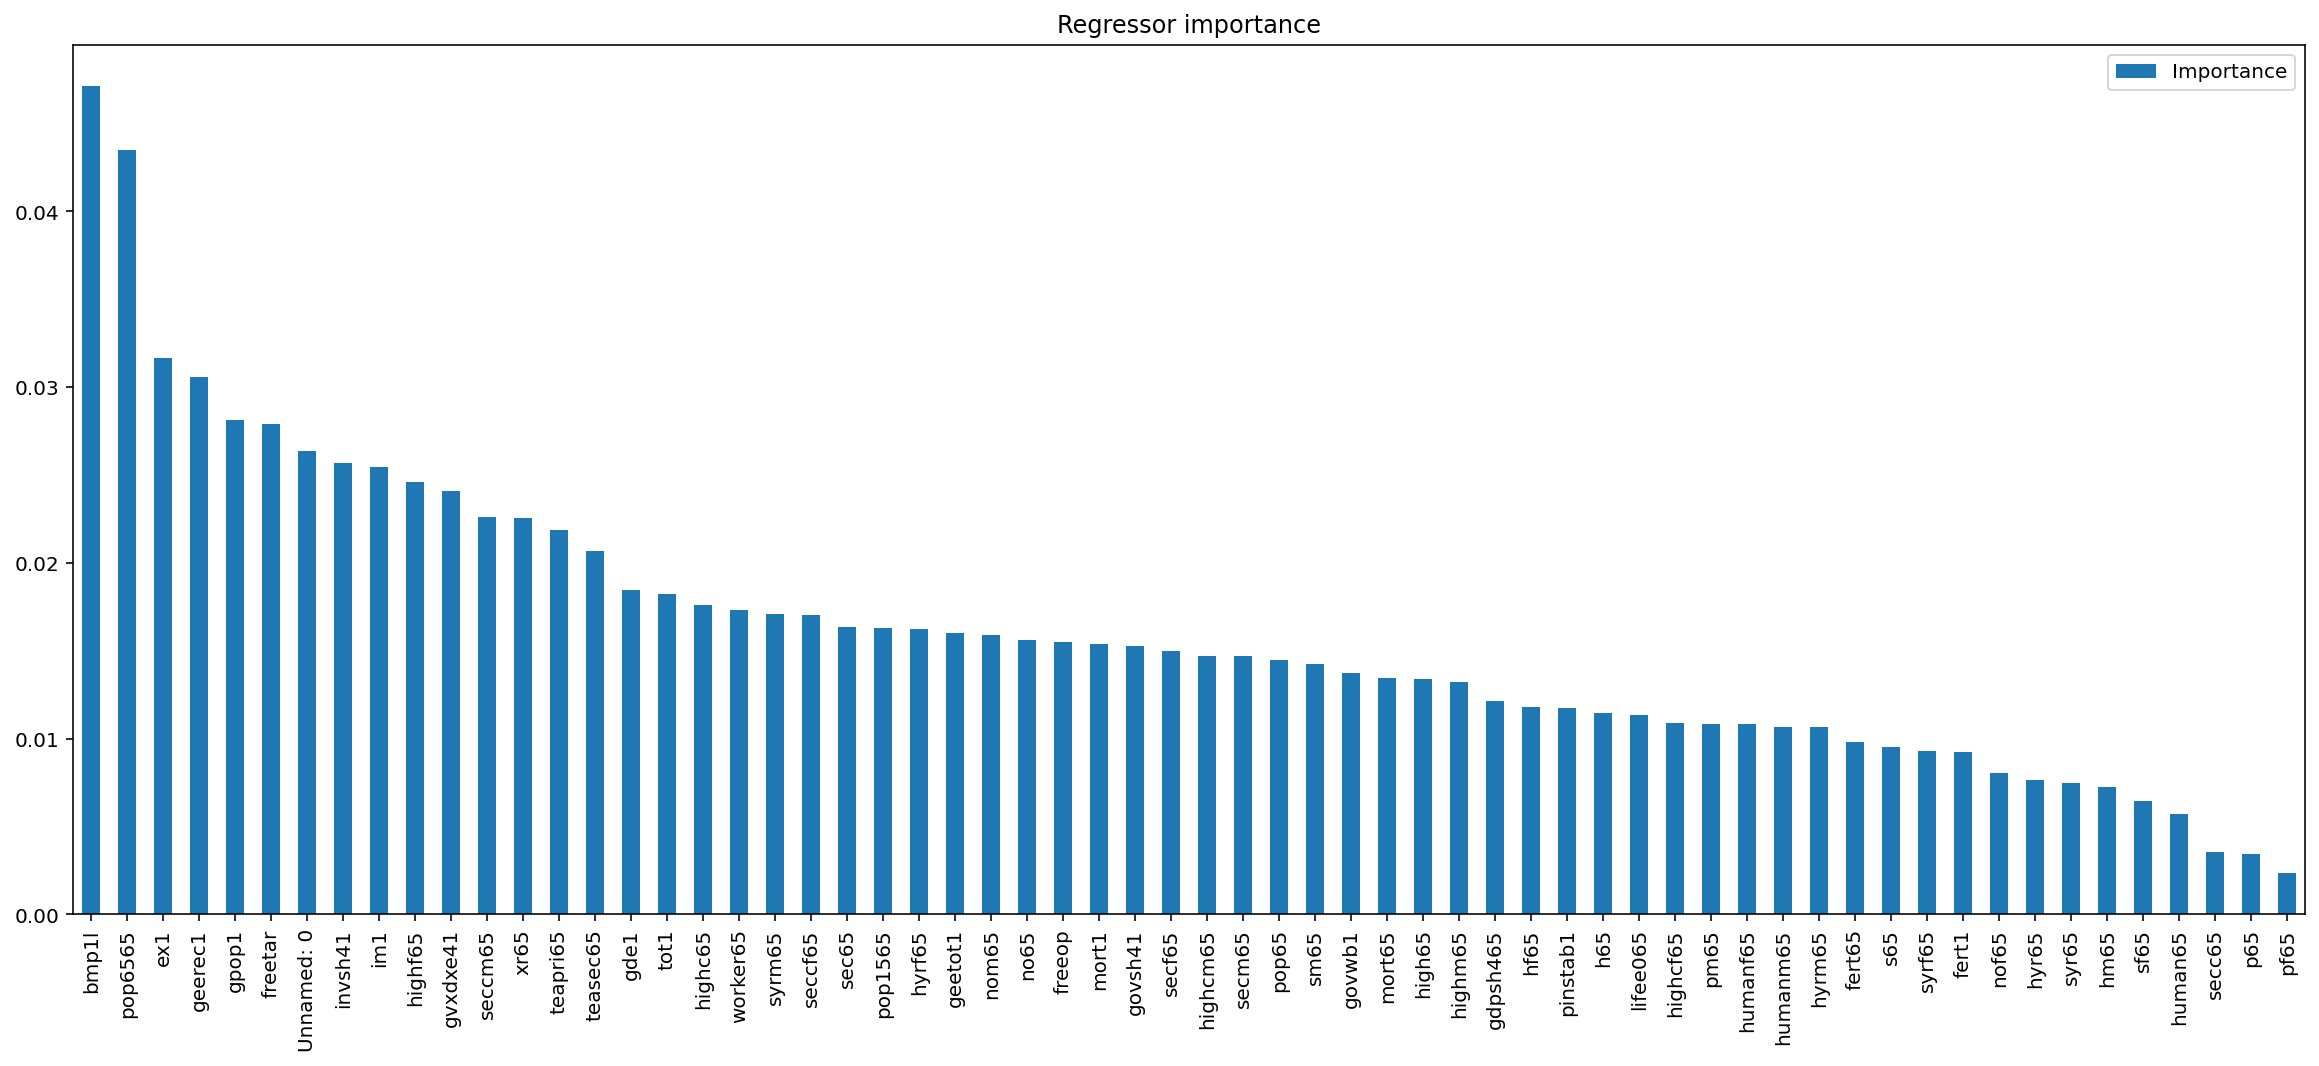 Regressor importance
Importance
0.04
0.03
0.02
0.01
0.00
bmp1l
pop6565
ex1
geerec1
gpop1
freetar
Unnamed: 0
invsh41
im1
highf65
gvxdxe41
seccm65
xr65
teapri65
teasec65
gde1
tot1
highc65
worker65
syrm65
seccf65
sec65
pop1565
hyrf65
geetot1
nom65
no65
freeop
mort1
govsh41
secf65
highcm65
secm65
pop65
sm65
govwb1
mort65
high65
highm65
gdpsh465
hf65
pinstab1
h65
lifee065
highcf65
pm65
humanf65
humanm65
hyrm65
fert65
s65
syrf65
fert1
nof65
hyr65
syr65
hm65
sf65
human65
secc65
p65
pf65